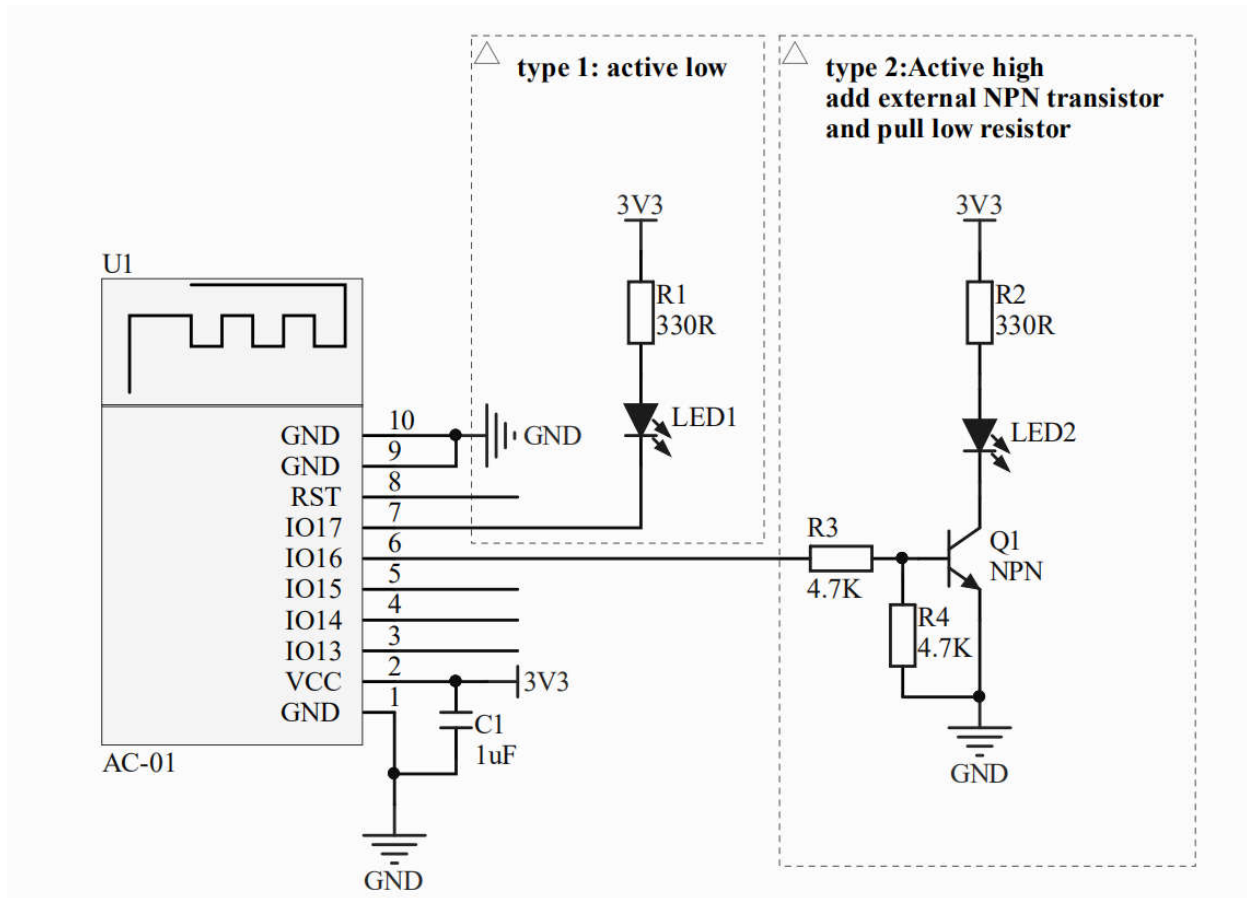 type 1: active low
type 2:Active high
add external NPN transistor
and pull low resistor
3V3
3V3
U1
R1
330R
R2
330R
LED1
LED2
GND
10
GND
GND
9
RST
8
IO17
7
IO16
6
IO15
5
IO14
4
IO13
3
VCC
2
3V3
GND
1
R3
4.7K
Q1
NPN
R4
4.7K
C1
1uF
AC-01
GND
GND